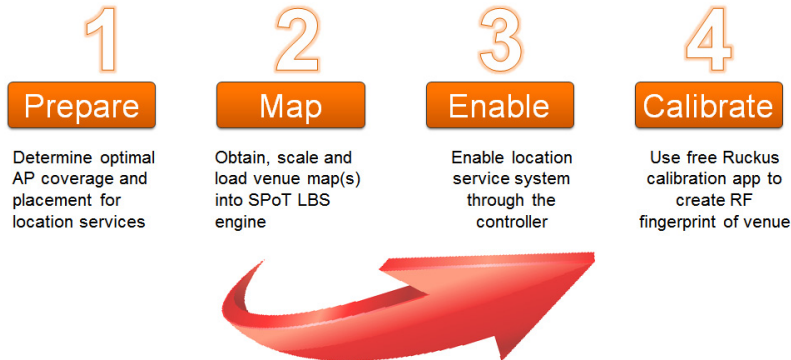 1
Prepare
Determine optimal
AP coverage and
placement for
location services
2
Map
Obtain, scale and
load venue map(s)
into SPoT LBS
engine
3
Enable
Enable location
service system
through the
controller
4
Calibrate
Use free Ruckus
calibration app to
create RF
fingerprint of venue